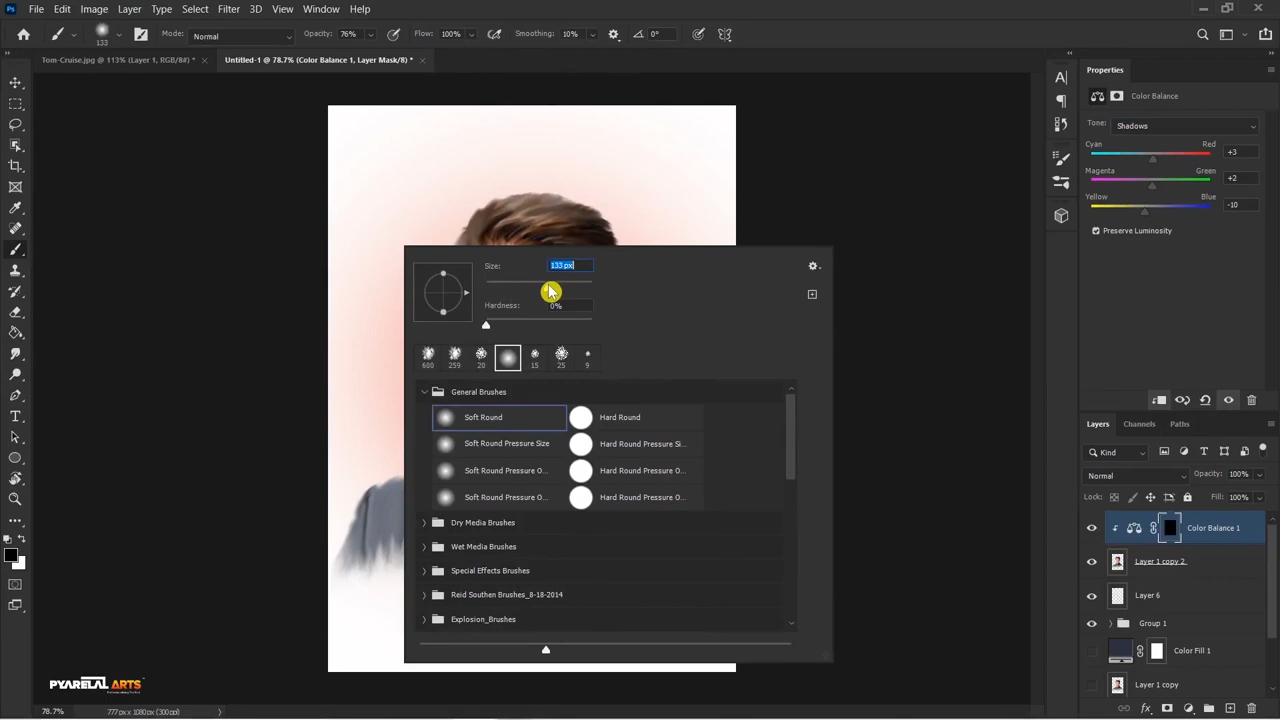 Ps File Edit Image Layer Type Select Filter 3D View Window Help
133 Mode: Normal Opacity: 76% Flow: 100% Smoothing: 10% 0°
Tom-Cruise.jpg @ 113% (Layer 1, RGB/8#) * × Untitled-1 @ 78.7% (Color Balance 1, Layer Mask/8) * ×
Properties
Color Balance
Tone: Shadows
Cyan Red +3
Magenta Green +2
Yellow Blue -10
Preserve Luminosity
Size: 133 px
Hardness: 0%
600 259 20 15 25 9
General Brushes
Soft Round Hard Round
Soft Round Pressure Size Hard Round Pressure Si...
Soft Round Pressure O... Hard Round Pressure O...
Soft Round Pressure O... Hard Round Pressure O...
Dry Media Brushes
Wet Media Brushes
Special Effects Brushes
Reid Southen Brushes_8-18-2014
Explosion_Brushes
Layers Channels Paths
Kind
Normal Opacity: 100%
Lock: Fill: 100%
Color Balance 1
Layer 1 copy 2
Layer 6
Group 1
Color Fill 1
Layer 1 copy
PYARELAL ARTS
78.7% 777 px x 1080 px (300 ppi)